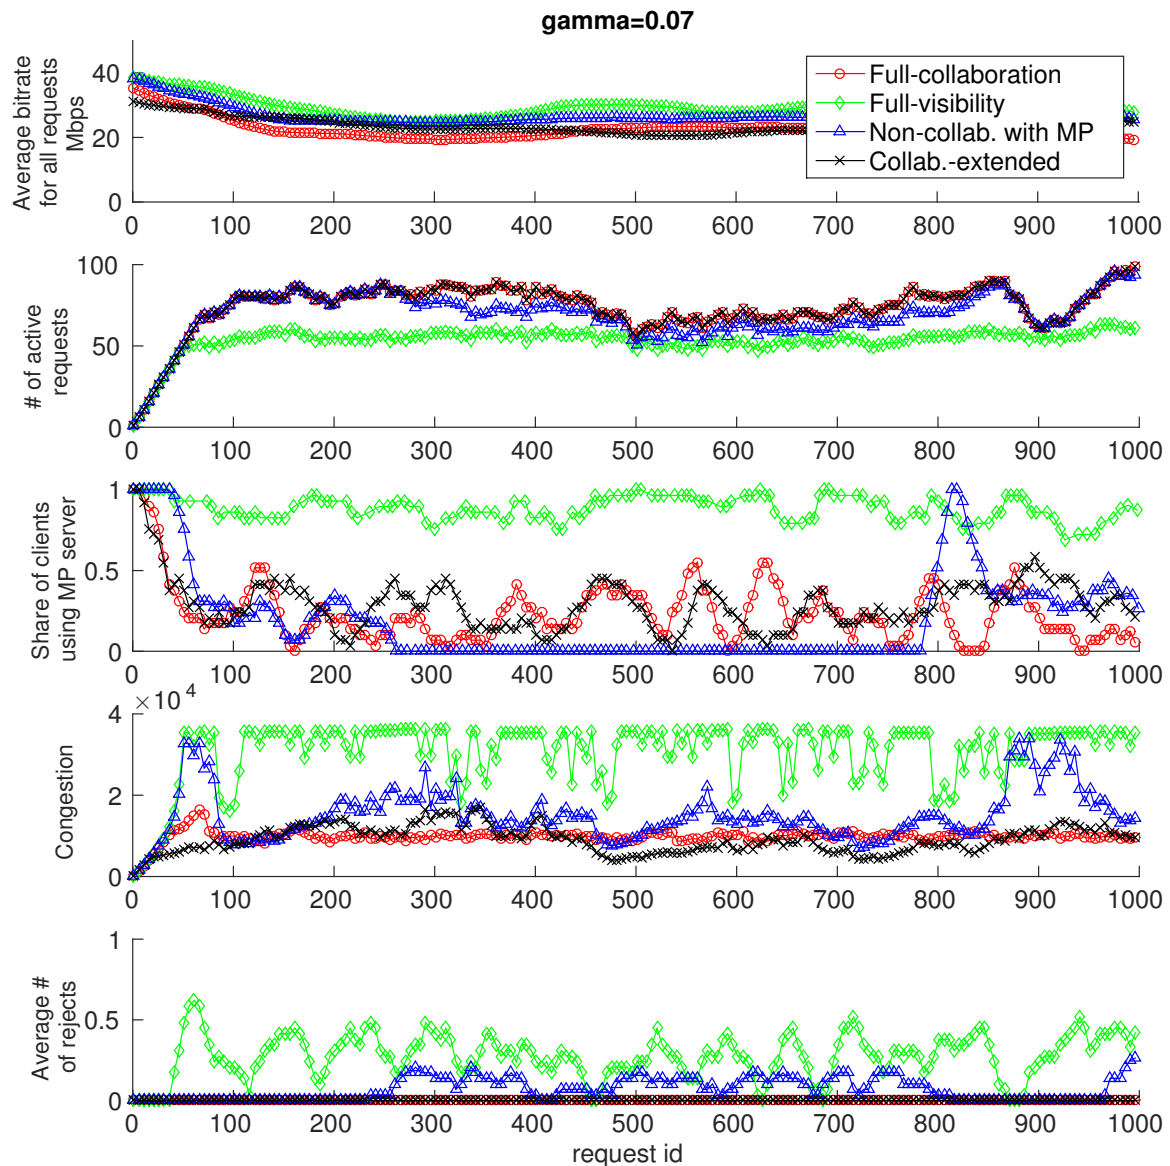 gamma=0.07
Average bitrate
for all requests
Mbps
40
20
0
0 100 200 300 400 500 600 700 800 900 1000
Full-collaboration
Full-visibility
Non-collab. with MP
Collab.-extended
# of active
requests
100
50
0
0 100 200 300 400 500 600 700 800 900 1000
Share of clients
using MP server
1
0.5
0
0 100 200 300 400 500 600 700 800 900 1000
×10^4
Congestion
4
2
0
0 100 200 300 400 500 600 700 800 900 1000
Average #
of rejects
1
0.5
0
0 100 200 300 400 500 600 700 800 900 1000
request id